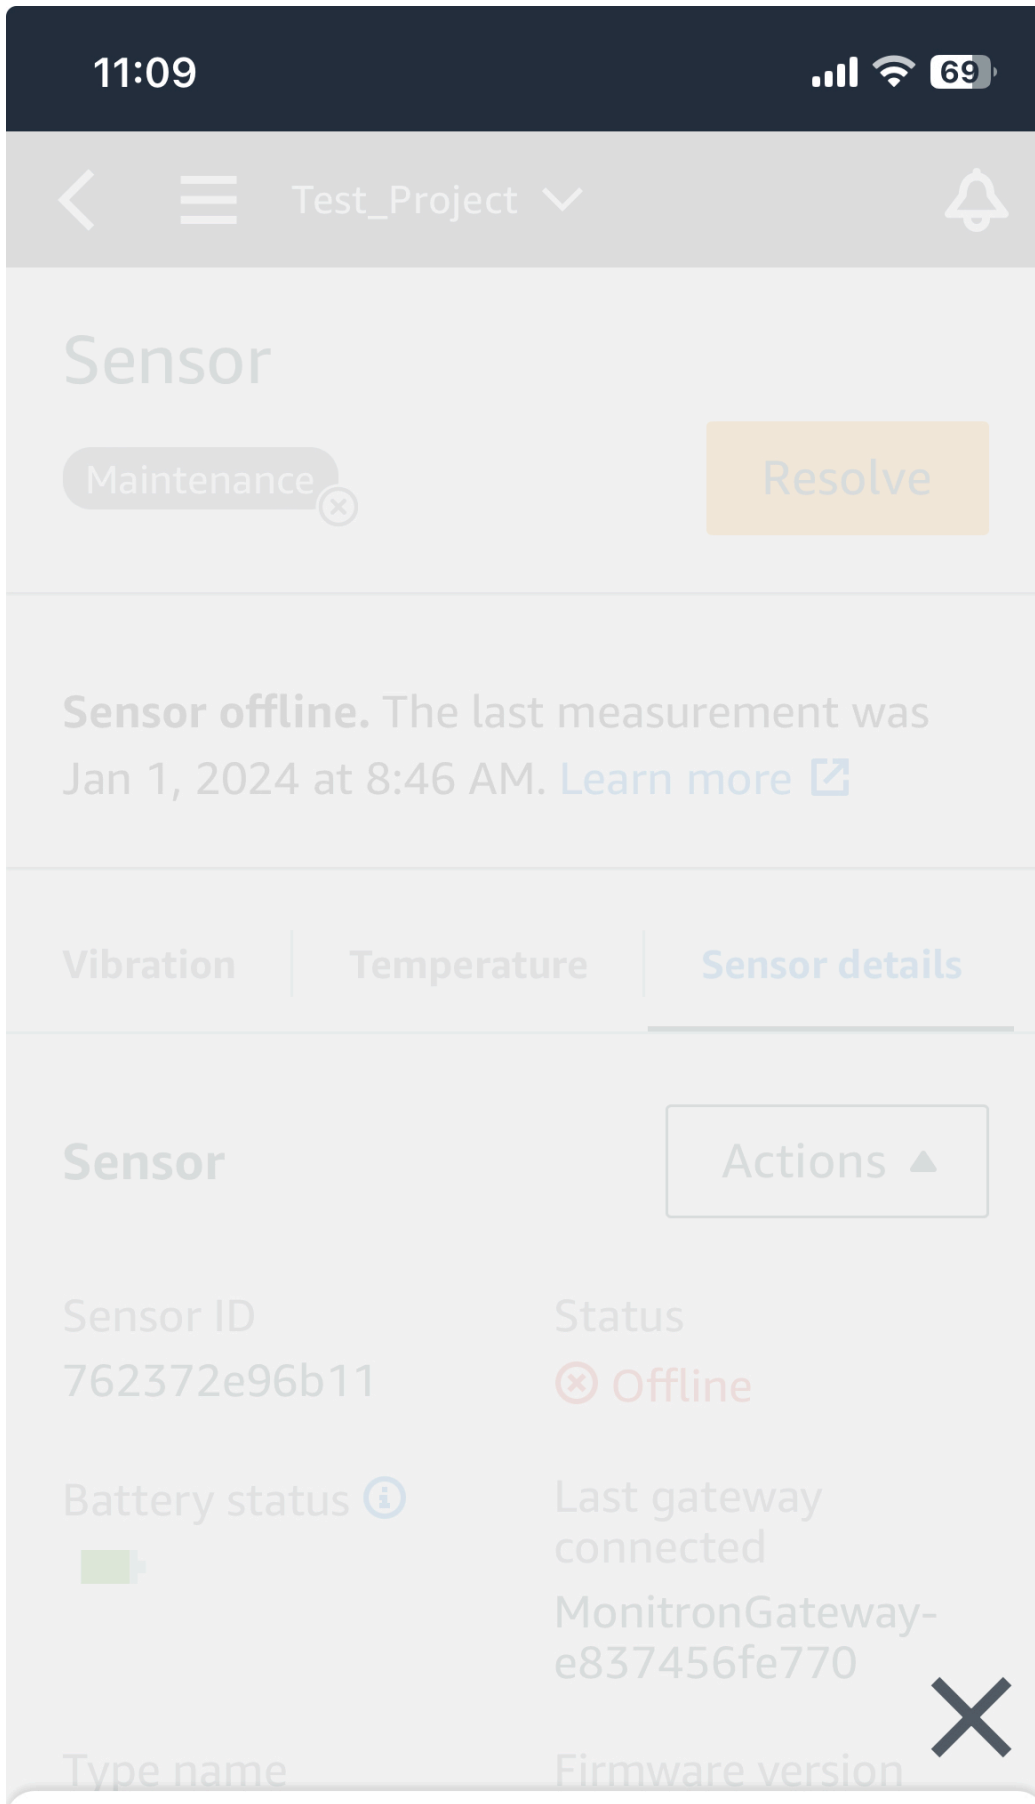 11:09
69
Test_Project
Sensor
Maintenance
Resolve
Sensor offline. The last measurement was
Jan 1, 2024 at 8:46 AM. Learn more
Vibration
Temperature
Sensor details
Sensor
Actions
Sensor ID
Status
762372e96b11
Offline
Battery status
Last gateway
connected
MonitronGateway-
e837456fe770
Type name
Firmware version